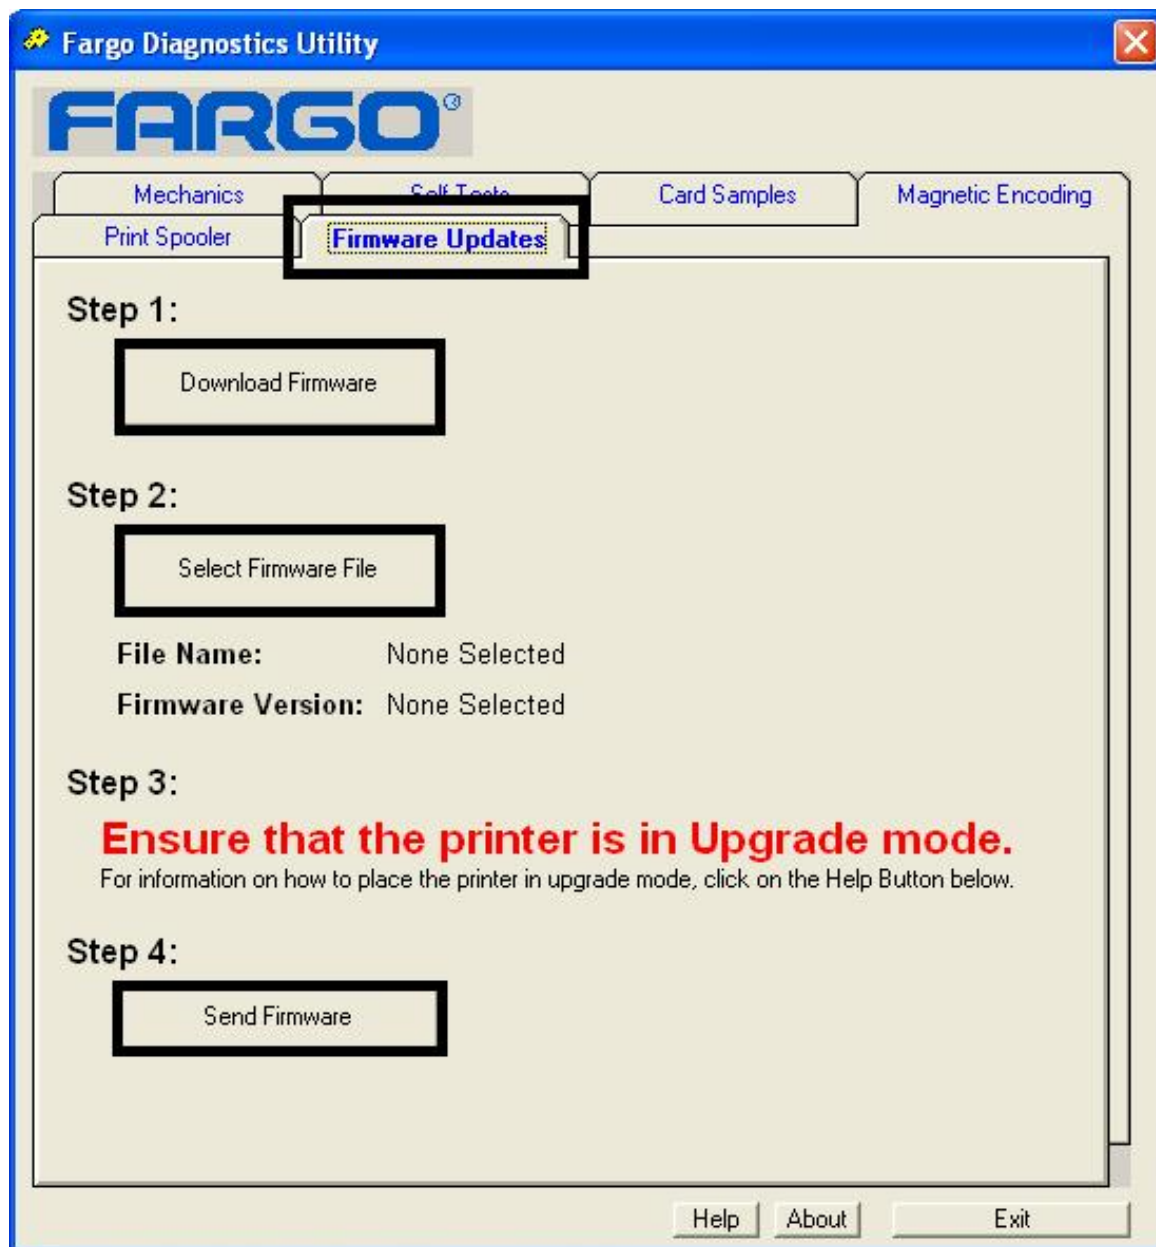 Fargo Diagnostics Utility
FARGO®
Mechanics Self Tests Card Samples Magnetic Encoding
Print Spooler Firmware Updates
Step 1:
Download Firmware
Step 2:
Select Firmware File
File Name: None Selected
Firmware Version: None Selected
Step 3:
Ensure that the printer is in Upgrade mode.
For information on how to place the printer in upgrade mode, click on the Help Button below.
Step 4:
Send Firmware
Help About Exit